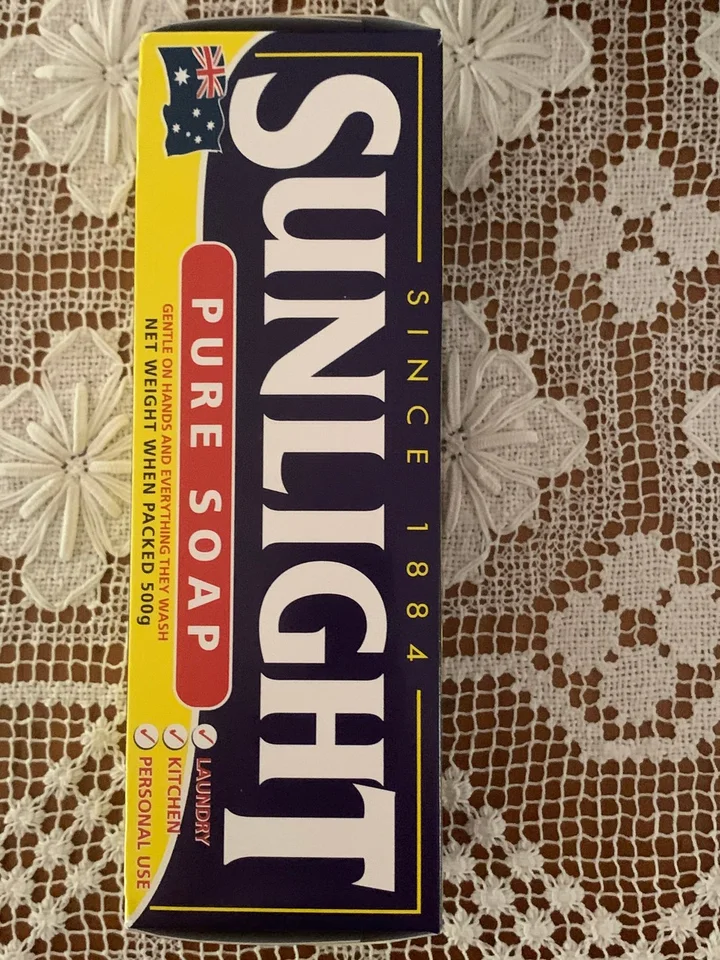 SINCE 1884
SuNLIGHT
PURE SOAP
GENTLE ON HANDS AND EVERYTHING THEY WASH
NET WEIGHT WHEN PACKED 500g
LAUNDRY
KITCHEN
PERSONAL USE